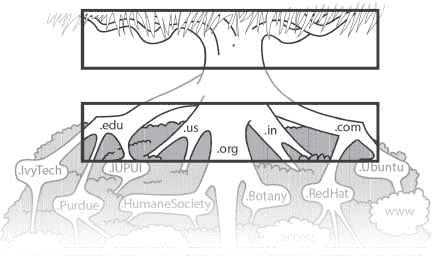 .edu
.us
.in
.com
.org
.IvyTech
.IUPUI
.Ubuntu
.Purdue
.HumaneSociety
.Botany
.RedHat
www